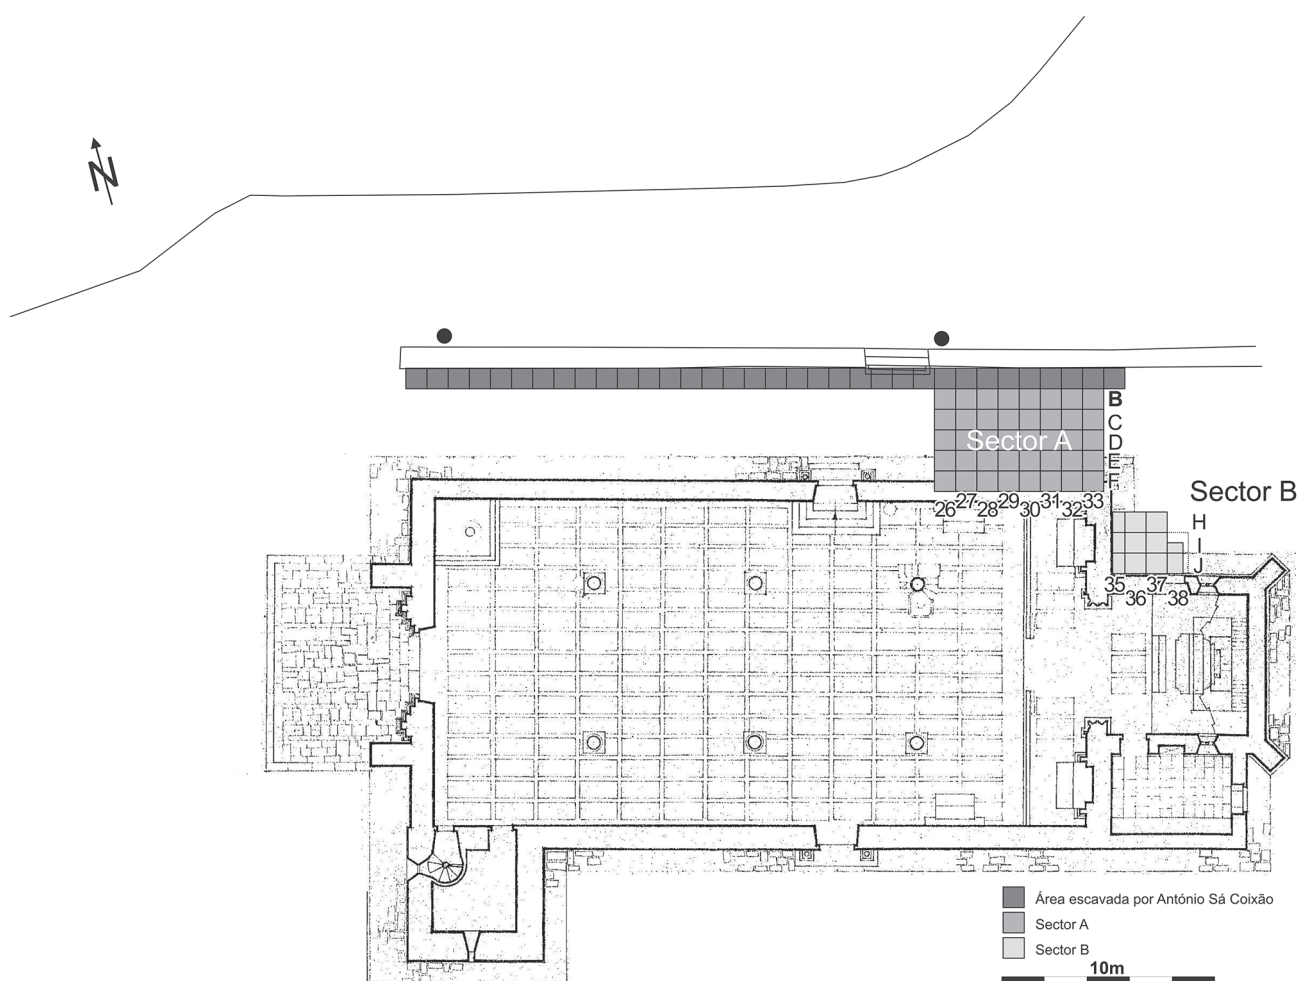 N
B
C
Sector A
D
E
F
Sector B
26 27 28 29 30 31 32 33
H
I
J
35 36 37 38
Área escavada por António Sá Coixão
Sector A
Sector B
10m